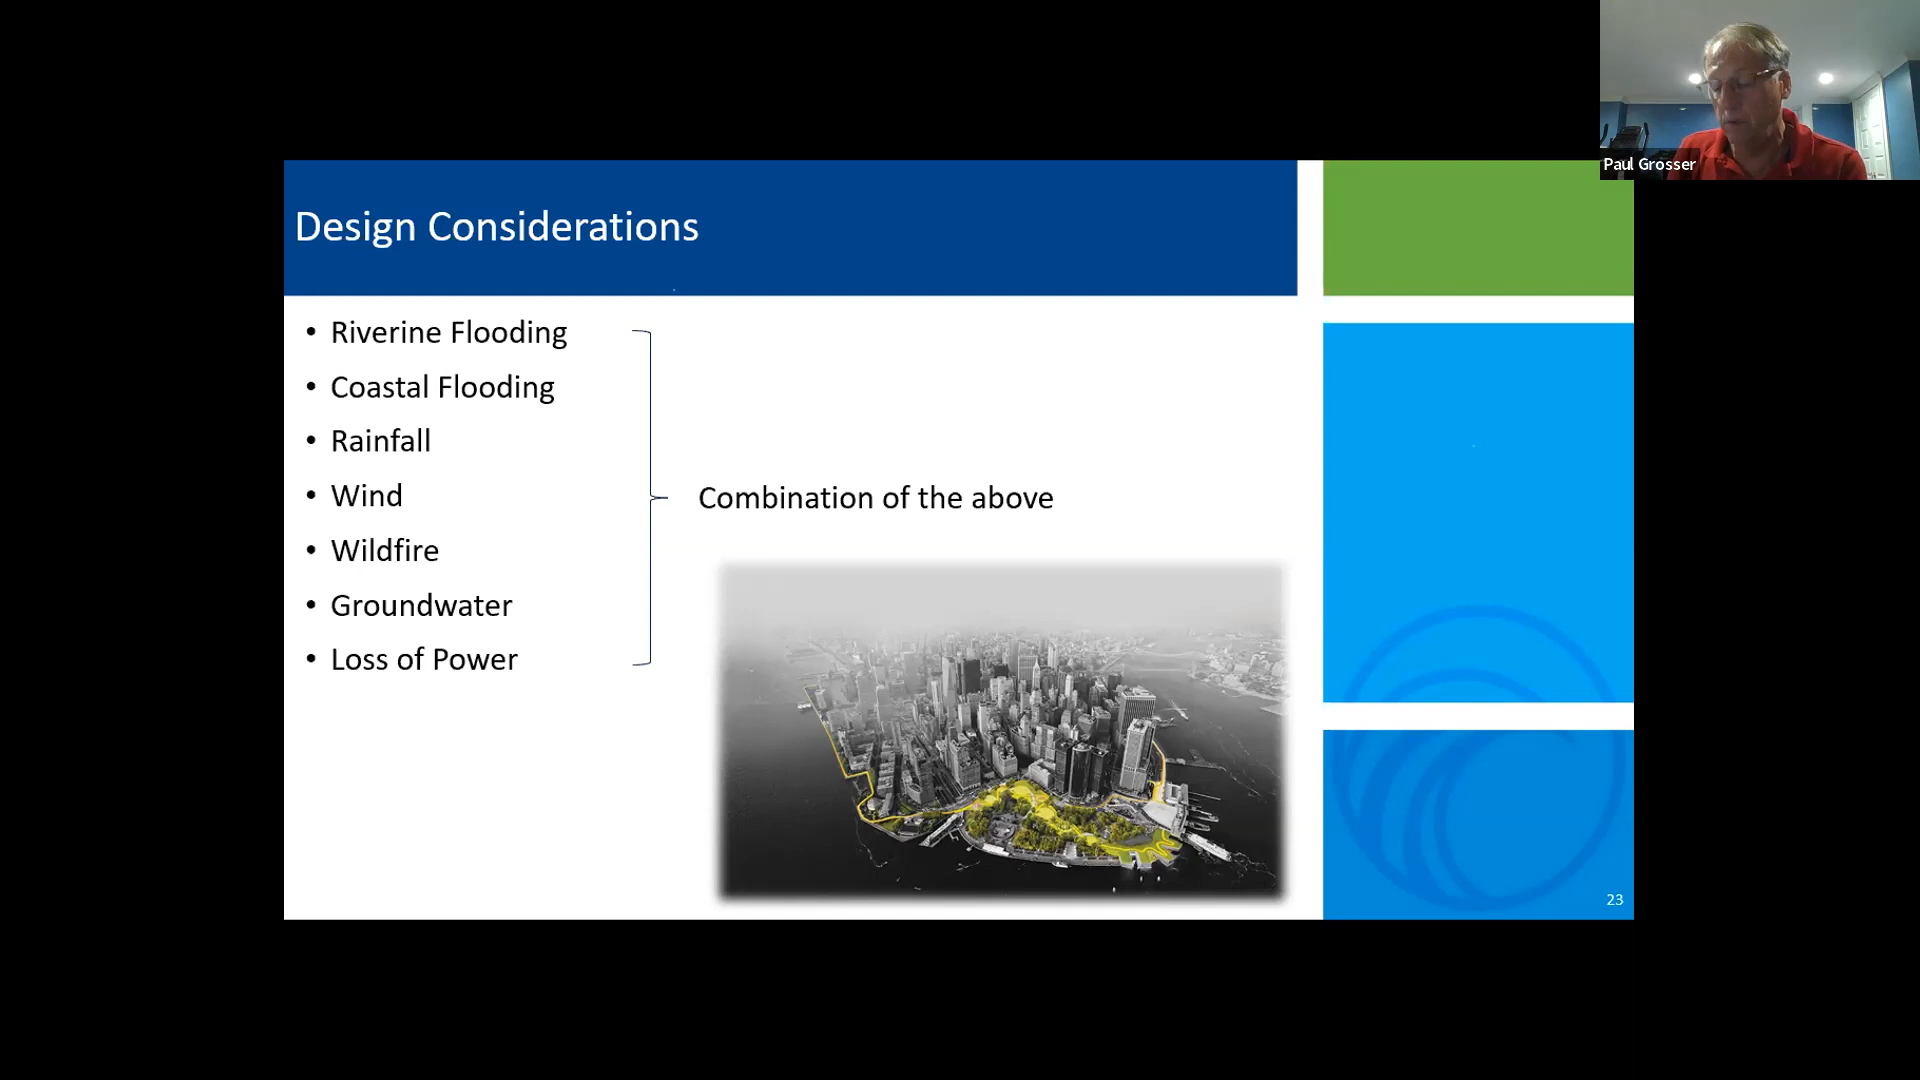 Paul Grosser
Design Considerations
• Riverine Flooding
• Coastal Flooding
• Rainfall
• Wind
• Wildfire
• Groundwater
• Loss of Power
Combination of the above
23